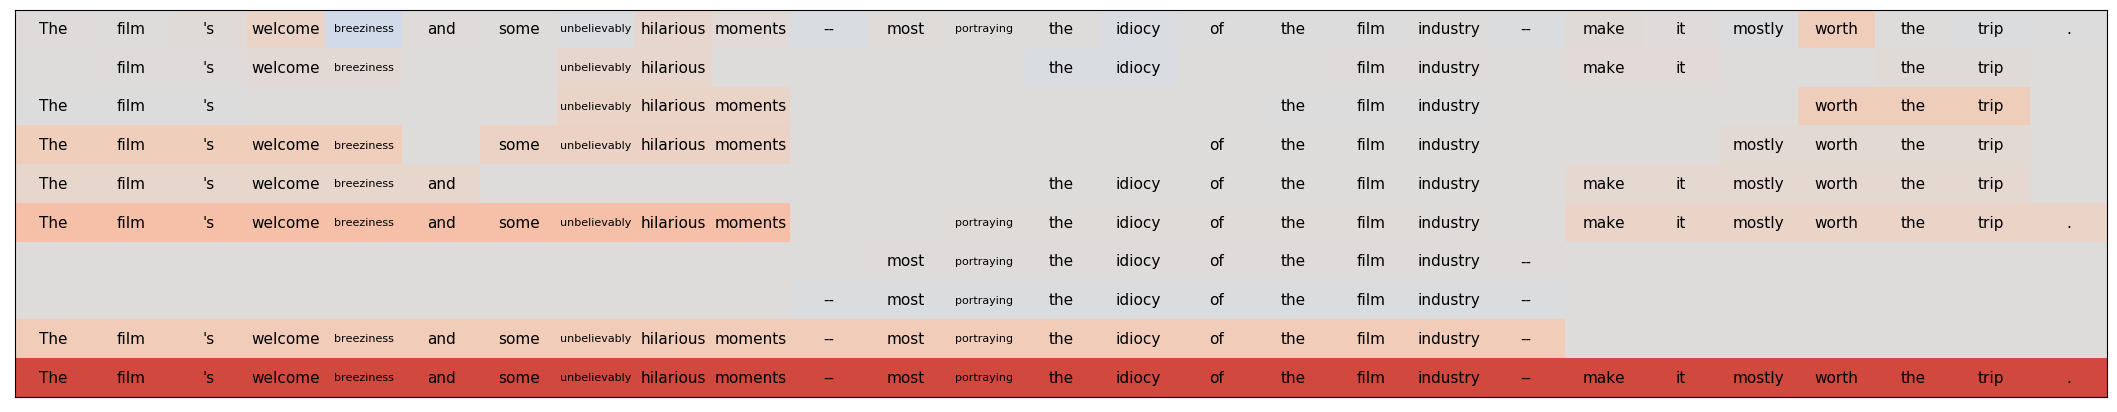 The film 's welcome breeziness and some unbelievably hilarious moments -- most portraying the idiocy of the film industry -- make it mostly worth the trip .
film 's welcome breeziness unbelievably hilarious the idiocy film industry make it the trip
The film 's unbelievably hilarious moments the film industry worth the trip
The film 's welcome breeziness some unbelievably hilarious moments of the film industry mostly worth the trip
The film 's welcome breeziness and the idiocy of the film industry make it mostly worth the trip
The film 's welcome breeziness and some unbelievably hilarious moments portraying the idiocy of the film industry make it mostly worth the trip .
most portraying the idiocy of the film industry --
-- most portraying the idiocy of the film industry --
The film 's welcome breeziness and some unbelievably hilarious moments -- most portraying the idiocy of the film industry --
The film 's welcome breeziness and some unbelievably hilarious moments -- most portraying the idiocy of the film industry -- make it mostly worth the trip .